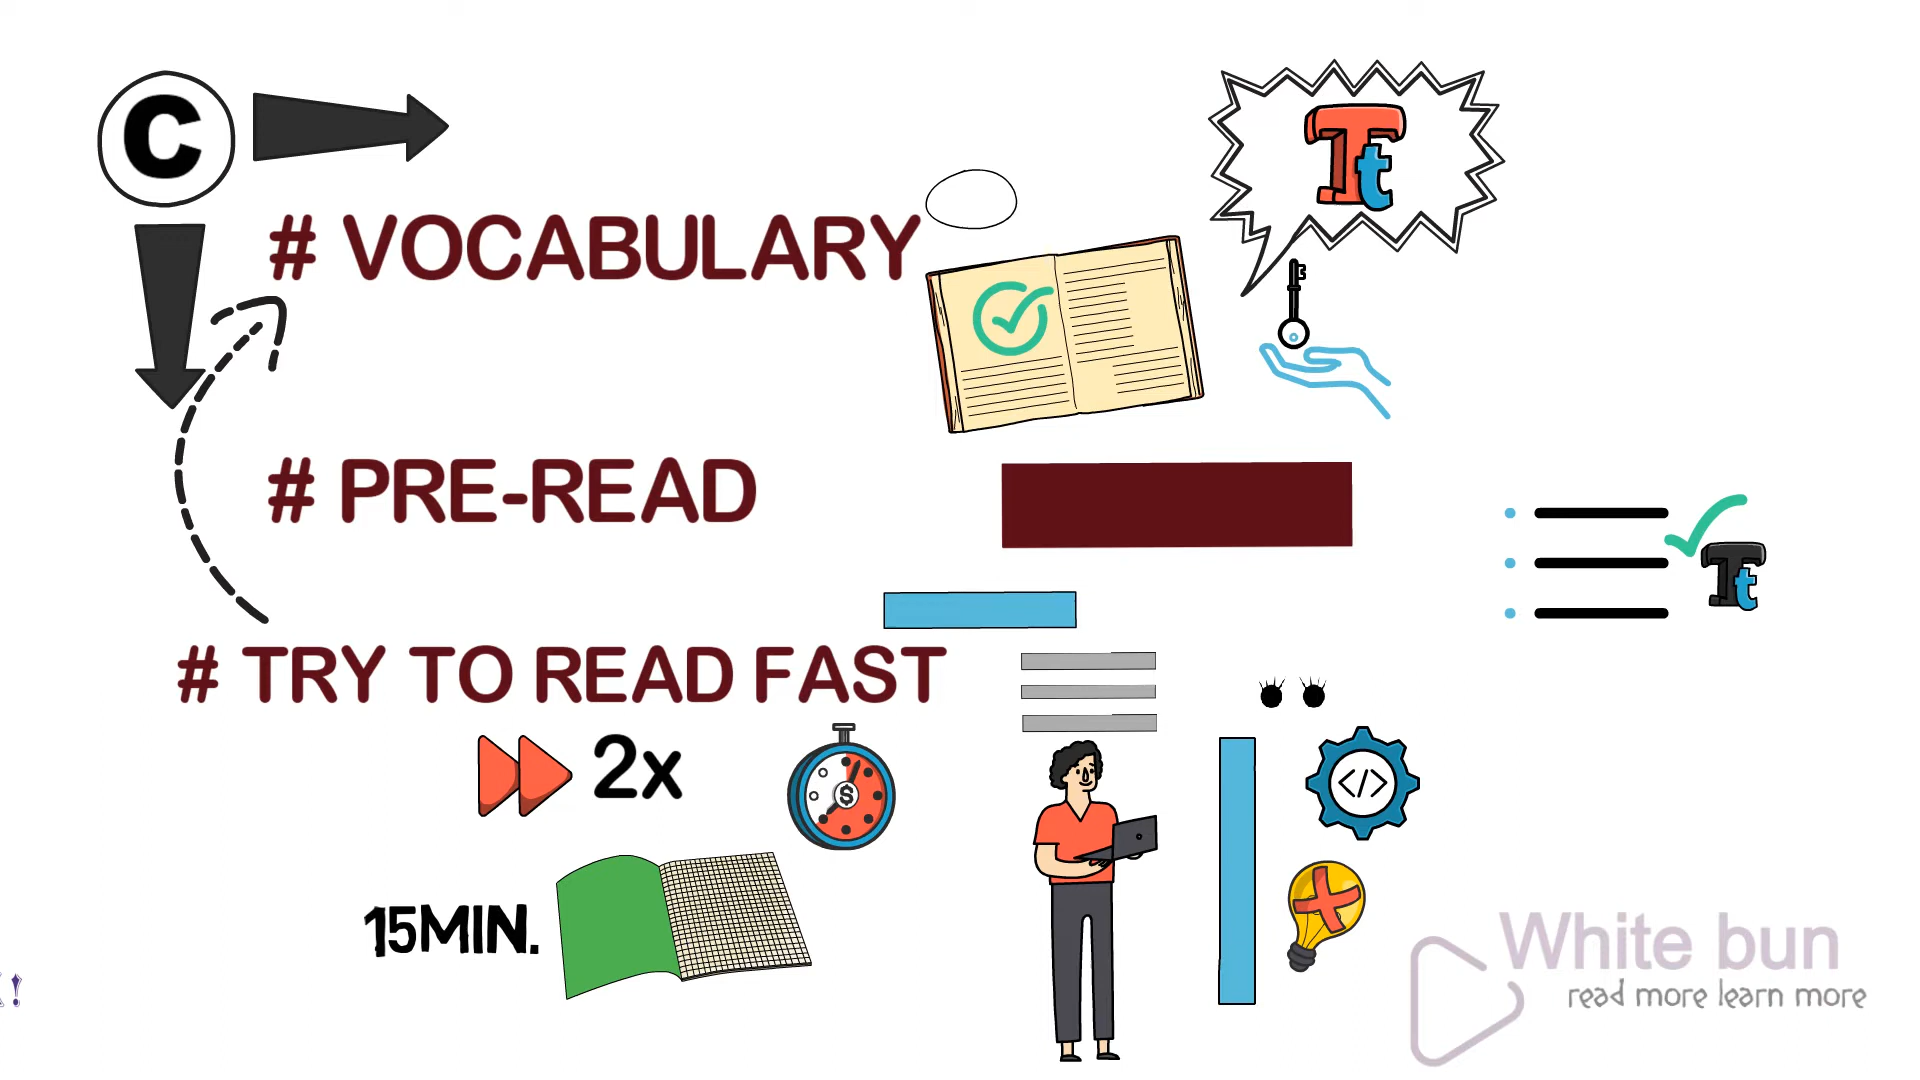 C
Tt
# VOCABULARY
# PRE-READ
Tt
# TRY TO READ FAST
2x
$
</>
15MIN.
White bun
read more learn more
!